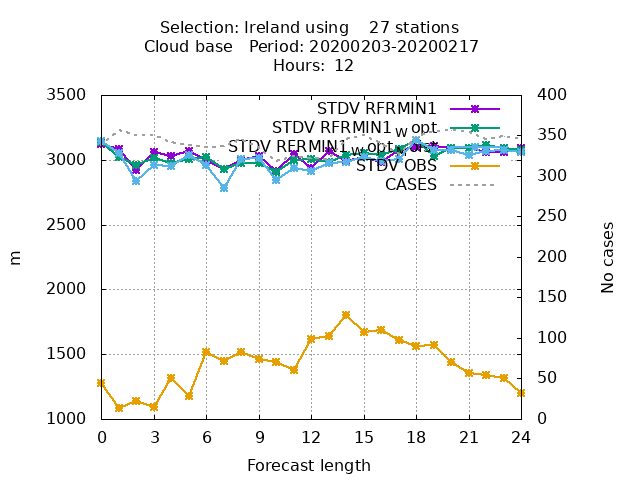 Selection: Ireland using 27 stations
Cloud base Period: 20200203-20200217
Hours: 12
3500
3000
2500
2000
1500
1000
m
400
350
300
250
200
150
100
50
0
No cases
STDV RFRMIN1
STDV RFRMIN1 w opt
STDV RFRMIN1 w opt
STDV OBS
CASES
0 3 6 9 12 15 18 21 24
Forecast length